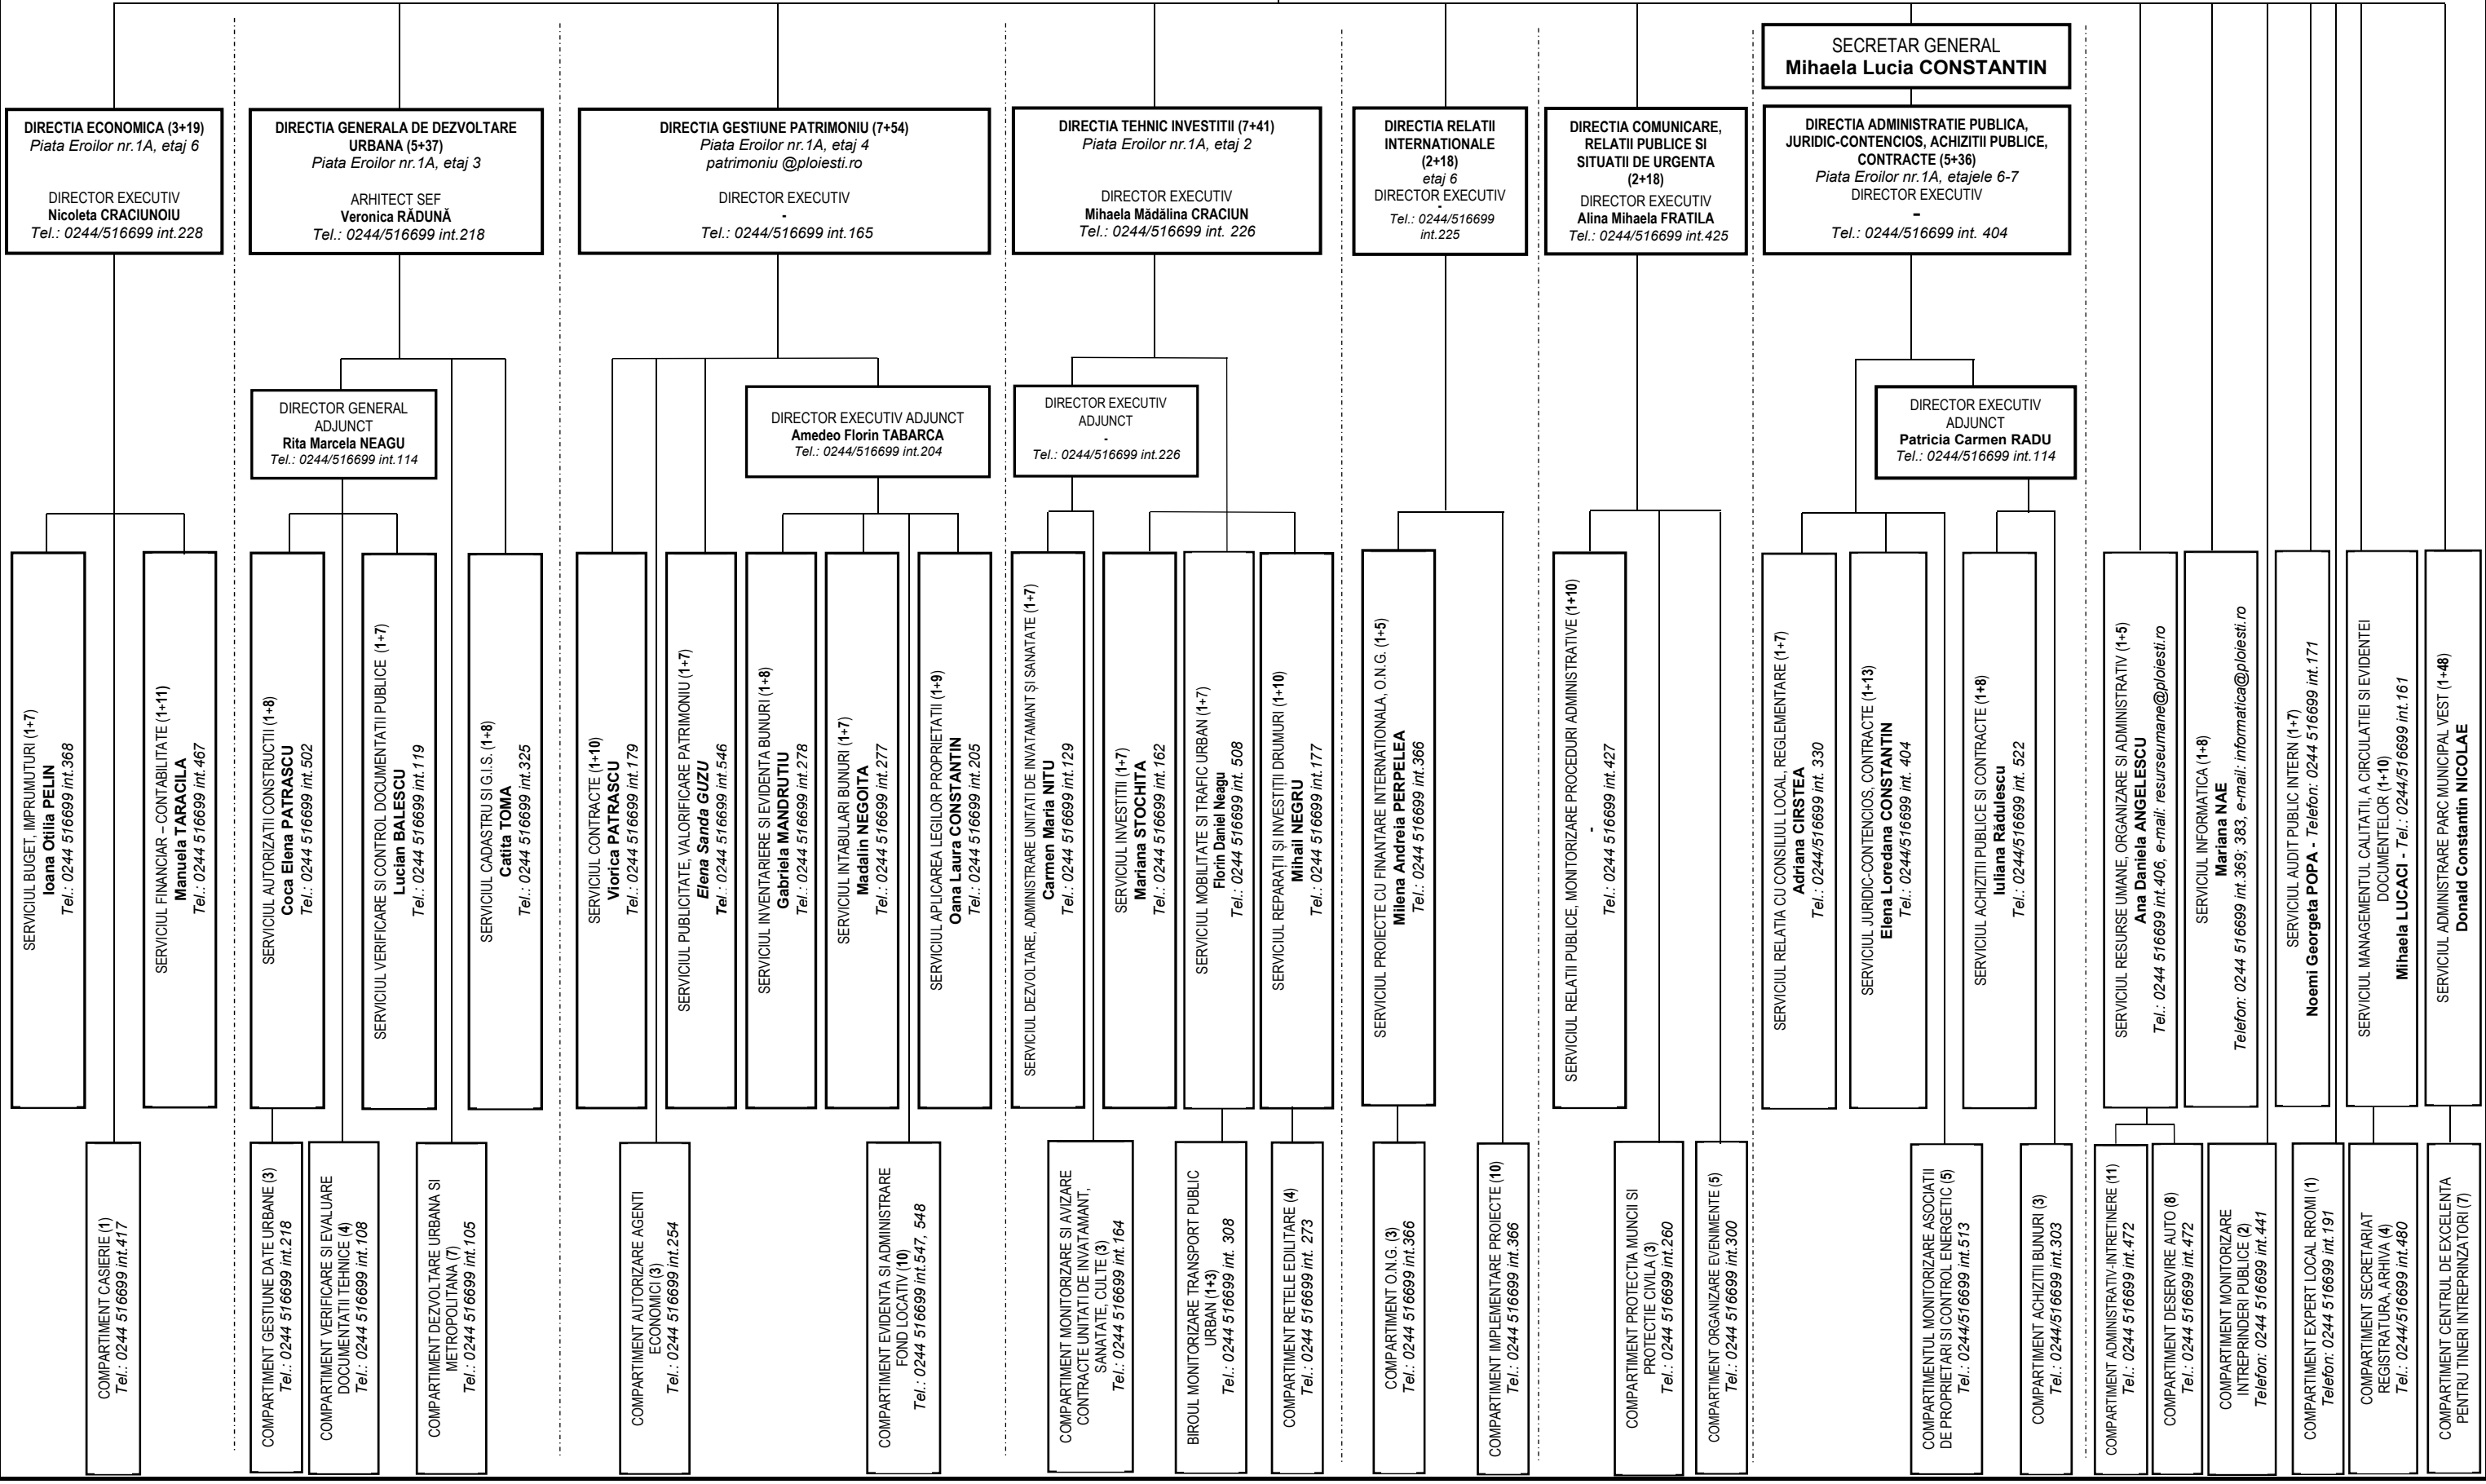 SECRETAR GENERAL
Mihaela Lucia CONSTANTIN
DIRECTIA ECONOMICA (3+19)
Piata Eroilor nr.1A, etaj 6
DIRECTOR EXECUTIV
Nicoleta CRACIUNOIU
Tel.: 0244/516699 int.228
DIRECTIA GENERALA DE DEZVOLTARE
URBANA (5+37)
Piata Eroilor nr.1A, etaj 3
ARHITECT SEF
Veronica RĂDUNĂ
Tel.: 0244/516699 int.218
DIRECTIA GESTIUNE PATRIMONIU (7+54)
Piata Eroilor nr.1A, etaj 4
patrimoniu @ploiesti.ro
DIRECTOR EXECUTIV
-
Tel.: 0244/516699 int.165
DIRECTIA TEHNIC INVESTITII (7+41)
Piata Eroilor nr.1A, etaj 2
DIRECTOR EXECUTIV
Mihaela Mădălina CRACIUN
Tel.: 0244/516699 int. 226
DIRECTIA RELATII
INTERNATIONALE
(2+18)
etaj 6
DIRECTOR EXECUTIV
-
Tel.: 0244/516699
int.225
DIRECTIA COMUNICARE,
RELATII PUBLICE SI
SITUATII DE URGENTA
(2+18)
DIRECTOR EXECUTIV
Alina Mihaela FRATILA
Tel.: 0244/516699 int.425
DIRECTIA ADMINISTRATIE PUBLICA,
JURIDIC-CONTENCIOS, ACHIZITII PUBLICE,
CONTRACTE (5+36)
Piata Eroilor nr.1A, etajele 6-7
DIRECTOR EXECUTIV
-
Tel.: 0244/516699 int. 404
DIRECTOR GENERAL
ADJUNCT
Rita Marcela NEAGU
Tel.: 0244/516699 int.114
DIRECTOR EXECUTIV ADJUNCT
Amedeo Florin TABARCA
Tel.: 0244/516699 int.204
DIRECTOR EXECUTIV
ADJUNCT
-
Tel.: 0244/516699 int.226
DIRECTOR EXECUTIV
ADJUNCT
Patricia Carmen RADU
Tel.: 0244/516699 int.114
SERVICIUL BUGET, IMPRUMUTURI (1+7)
Ioana Otilia PELIN
Tel.: 0244 516699 int.368
SERVICIUL FINANCIAR – CONTABILITATE (1+11)
Manuela TARACILA
Tel.: 0244 516699 int.467
SERVICIUL AUTORIZATII CONSTRUCTII (1+8)
Coca Elena PATRASCU
Tel.: 0244 516699 int.502
SERVICIUL VERIFICARE SI CONTROL DOCUMENTATII PUBLICE (1+7)
Lucian BALESCU
Tel.: 0244 516699 int.119
SERVICIUL CADASTRU SI G.I.S. (1+8)
Catita TOMA
Tel.: 0244 516699 int.325
SERVICIUL CONTRACTE (1+10)
Viorica PATRASCU
Tel.: 0244 516699 int.179
SERVICIUL PUBLICITATE, VALORIFICARE PATRIMONIU (1+7)
Elena Sanda GUZU
Tel.: 0244 516699 int.546
SERVICIUL INVENTARIERE SI EVIDENTA BUNURI (1+8)
Gabriela MANDRUTIU
Tel.: 0244 516699 int.278
SERVICIUL INTABULARI BUNURI (1+7)
Madalin NEGOITA
Tel.: 0244 516699 int.277
SERVICIUL APLICAREA LEGILOR PROPRIETATII (1+9)
Oana Laura CONSTANTIN
Tel.: 0244 516699 int.205
SERVICIUL DEZVOLTARE, ADMINISTRARE UNITATI DE INVATAMANT ȘI SANATATE (1+7)
Carmen Maria NITU
Tel.: 0244 516699 int.129
SERVICIUL INVESTITII (1+7)
Mariana STOCHITA
Tel.: 0244 516699 int.162
SERVICIUL MOBILITATE SI TRAFIC URBAN (1+7)
Florin Daniel Neagu
Tel.: 0244 516699 int. 508
SERVICIUL REPARAȚII ȘI INVESTIȚII DRUMURI (1+10)
Mihail NEGRU
Tel.: 0244 516699 int.177
SERVICIUL PROIECTE CU FINANTARE INTERNATIONALA, O.N.G. (1+5)
Milena Andreia PERPELEA
Tel.: 0244 516699 int.366
SERVICIUL RELATII PUBLICE, MONITORIZARE PROCEDURI ADMINISTRATIVE (1+10)
-
Tel.: 0244 516699 int.427
SERVICIUL RELATIA CU CONSILIUL LOCAL, REGLEMENTARE (1+7)
Adriana CIRSTEA
Tel.: 0244/516699 int. 330
SERVICIUL JURIDIC-CONTENCIOS, CONTRACTE (1+13)
Elena Loredana CONSTANTIN
Tel.: 0244/516699 int. 404
SERVICIUL ACHIZITII PUBLICE SI CONTRACTE (1+8)
Iuliana Rădulescu
Tel.: 0244/516699 int. 522
SERVICIUL RESURSE UMANE, ORGANIZARE SI ADMINISTRATIV (1+5)
Ana Daniela ANGELESCU
Tel.: 0244 516699 int.406, e-mail: resurseumane@ploiesti.ro
SERVICIUL INFORMATICA (1+8)
Mariana NAE
Telefon: 0244 516699 int.369, 383, e-mail: informatica@ploiesti.ro
SERVICIUL AUDIT PUBLIC INTERN (1+7)
Noemi Georgeta POPA - Telefon: 0244 516699 int.171
SERVICIUL MANAGEMENTUL CALITATII, A CIRCULATIEI SI EVIDENTEI
DOCUMENTELOR (1+10)
Mihaela LUCACI - Tel.: 0244/516699 int.161
SERVICIUL ADMINISTRARE PARC MUNICIPAL VEST (1+48)
Donald Constantin NICOLAE
COMPARTIMENT CASIERIE (1)
Tel.: 0244 516699 int.417
COMPARTIMENT GESTIUNE DATE URBANE (3)
Tel.: 0244 516699 int.218
COMPARTIMENT VERIFICARE SI EVALUARE
DOCUMENTATII TEHNICE (4)
Tel.: 0244 516699 int.108
COMPARTIMENT DEZVOLTARE URBANA SI
METROPOLITANA (7)
Tel.: 0244 516699 int.105
COMPARTIMENT AUTORIZARE AGENTI
ECONOMICI (3)
Tel.: 0244 516699 int.254
COMPARTIMENT EVIDENTA SI ADMINISTRARE
FOND LOCATIV (10)
Tel.: 0244 516699 int.547, 548
COMPARTIMENT MONITORIZARE SI AVIZARE
CONTRACTE UNITATI DE INVATAMANT,
SANATATE, CULTE (3)
Tel.: 0244 516699 int.164
BIROUL MONITORIZARE TRANSPORT PUBLIC
URBAN (1+3)
Tel.: 0244 516699 int. 308
COMPARTIMENT RETELE EDILITARE (4)
Tel.: 0244 516699 int. 273
COMPARTIMENT O.N.G. (3)
Tel.: 0244 516699 int.366
COMPARTIMENT IMPLEMENTARE PROIECTE (10)
Tel.: 0244 516699 int.366
COMPARTIMENT PROTECTIA MUNCII SI
PROTECTIE CIVILA (3)
Tel.: 0244 516699 int.260
COMPARTIMENT ORGANIZARE EVENIMENTE (5)
Tel.: 0244 516699 int.300
COMPARTIMENTUL MONITORIZARE ASOCIATII
DE PROPRIETARI SI CONTROL ENERGETIC (5)
Tel.: 0244/516699 int.513
COMPARTIMENT ACHIZITII BUNURI (3)
Tel.: 0244/516699 int.303
COMPARTIMENT ADMINISTRATIV-INTRETINERE (11)
Tel.: 0244 516699 int.472
COMPARTIMENT DESERVIRE AUTO (8)
Tel.: 0244 516699 int.472
COMPARTIMENT MONITORIZARE
INTREPRINDERI PUBLICE (2)
Telefon: 0244 516699 int.441
COMPARTIMENT EXPERT LOCAL RROMI (1)
Telefon: 0244 516699 int.191
COMPARTIMENT SECRETARIAT
REGISTRATURA, ARHIVA (4)
Tel.: 0244/516699 int.480
COMPARTIMENT CENTRUL DE EXCELENTA
PENTRU TINERI INTREPRINZATORI (7)